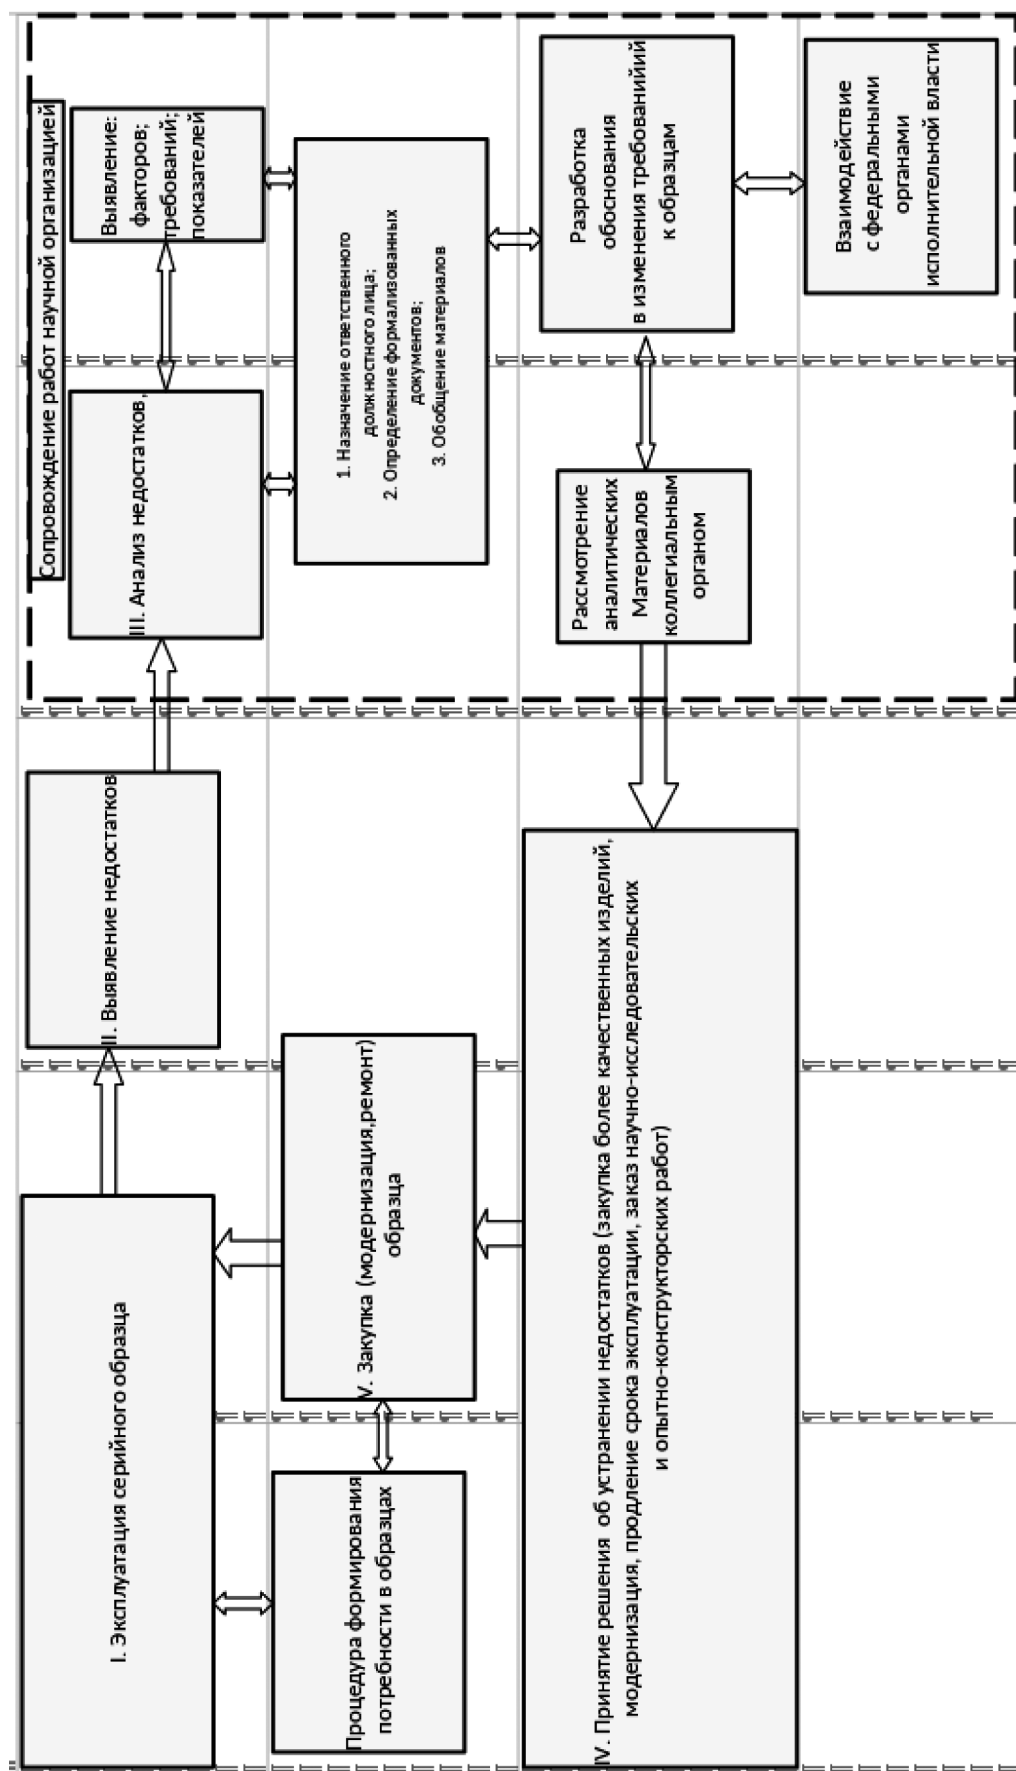 I. Эксплуатация серийного образца
II. Выявление недостатков
Сопровождение работ научной организацией
III. Анализ недостатков,
Выявление:
факторов;
требований;
показателей
Процедура формирования
потребности в образцах
V. Закупка (модернизация,ремонт)
образца
1. Назначение ответственного
должностного лица;
2. Определение формализованных
документов;
3. Обобщение материалов
IV. Принятие решения об устранении недостатков (закупка более качественных изделий,
модернизация, продление срока эксплуатации, заказ научно-исследовательских
и опытно-конструкторских работ)
Рассмотрение
аналитических
Материалов
коллегиальным
органом
Разработка
обоснования
в изменения требованийий
к образцам
Взаимодействие
с федеральными
органами
исполнительной власти